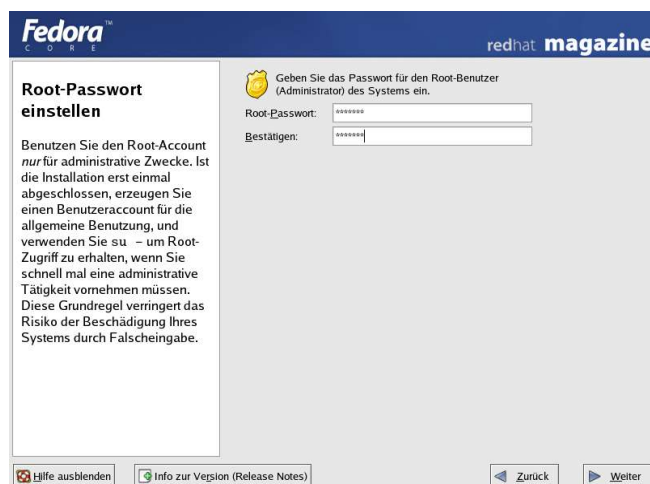 Fedora™
CORE
redhat magazine
Root-Passwort
einstellen
Benutzen Sie den Root-Account
nur für administrative Zwecke. Ist
die Installation erst einmal
abgeschlossen, erzeugen Sie
einen Benutzeraccount für die
allgemeine Benutzung, und
verwenden Sie su – um Root-
Zugriff zu erhalten, wenn Sie
schnell mal eine administrative
Tätigkeit vornehmen müssen.
Diese Grundregel verringert das
Risiko der Beschädigung Ihres
Systems durch Falscheingabe.
Geben Sie das Passwort für den Root-Benutzer
(Administrator) des Systems ein.
Root-Passwort: *******
Bestätigen: *******
Hilfe ausblenden
Info zur Version (Release Notes)
Zurück
Weiter